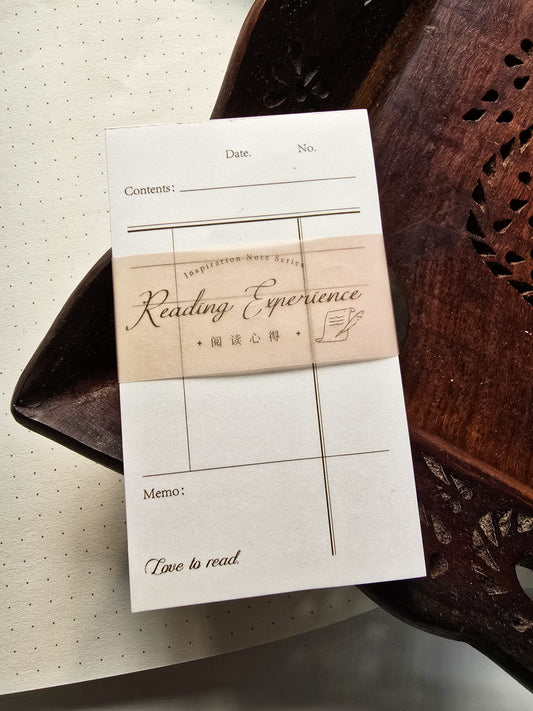 Date. No.
Contents:
Inspiration Note Series
Reading Experience
阅读心得
Memo:
Love to read.